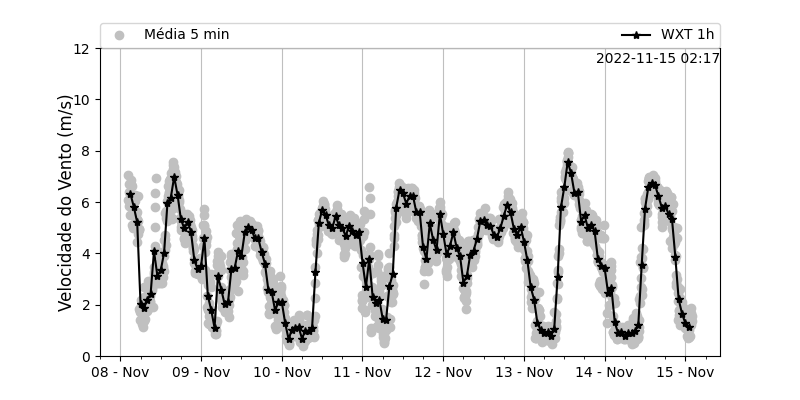 Média 5 min
WXT 1h
2022-11-15 02:17
Velocidade do Vento (m/s)
12
10
8
6
4
2
0
08 - Nov
09 - Nov
10 - Nov
11 - Nov
12 - Nov
13 - Nov
14 - Nov
15 - Nov